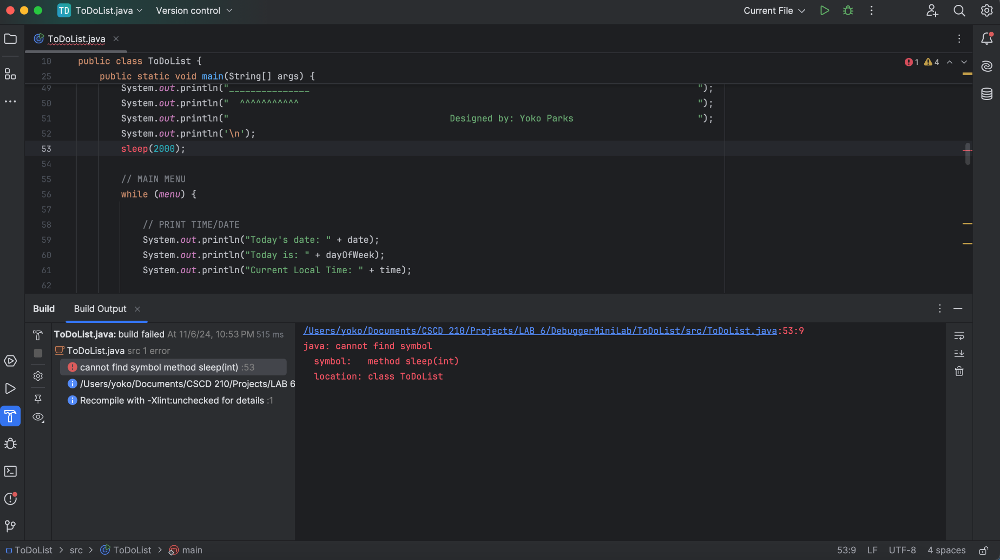 TD ToDoList.java Version control Current File
ToDoList.java
10 public class ToDoList { 1 4
25 public static void main(String[] args) {
49 System.out.println("_______________ ");
50 System.out.println("  ^^^^^^^^^^^ ");
51 System.out.println(" Designed by: Yoko Parks ");
52 System.out.println('\n');
53 sleep(2000);
54
55 // MAIN MENU
56 while (menu) {
57
58 // PRINT TIME/DATE
59 System.out.println("Today's date: " + date);
60 System.out.println("Today is: " + dayOfWeek);
61 System.out.println("Current Local Time: " + time);
62
Build Build Output
ToDoList.java: build failed At 11/6/24, 10:53 PM 515 ms
ToDoList.java src 1 error
cannot find symbol method sleep(int) :53
/Users/yoko/Documents/CSCD 210/Projects/LAB 6
Recompile with -Xlint:unchecked for details :1
/Users/yoko/Documents/CSCD 210/Projects/LAB 6/DebuggerMiniLab/ToDoList/src/ToDoList.java:53:9
java: cannot find symbol
symbol:   method sleep(int)
location: class ToDoList
ToDoList > src > ToDoList > main 53:9 LF UTF-8 4 spaces